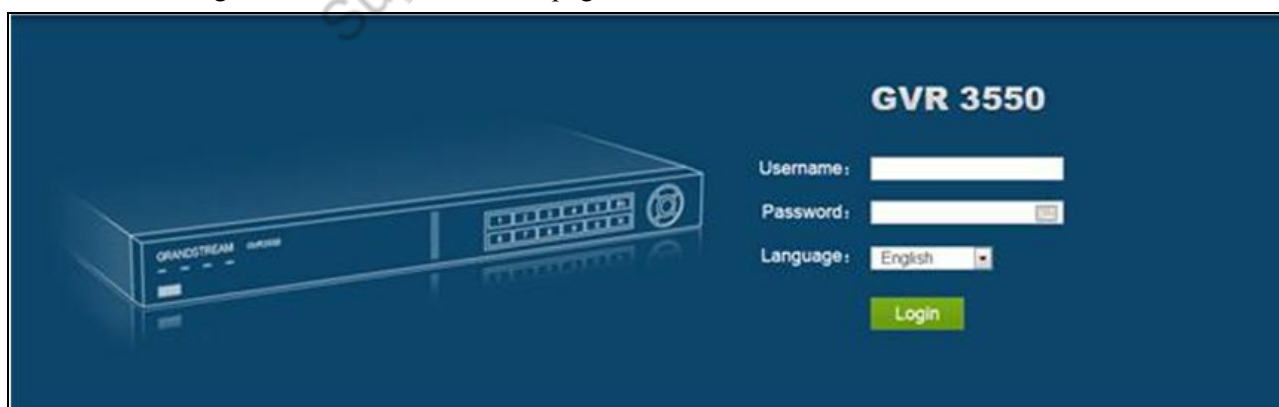 GVR 3550
Username:
Password:
Language: English
Login
GRANDSTREAM